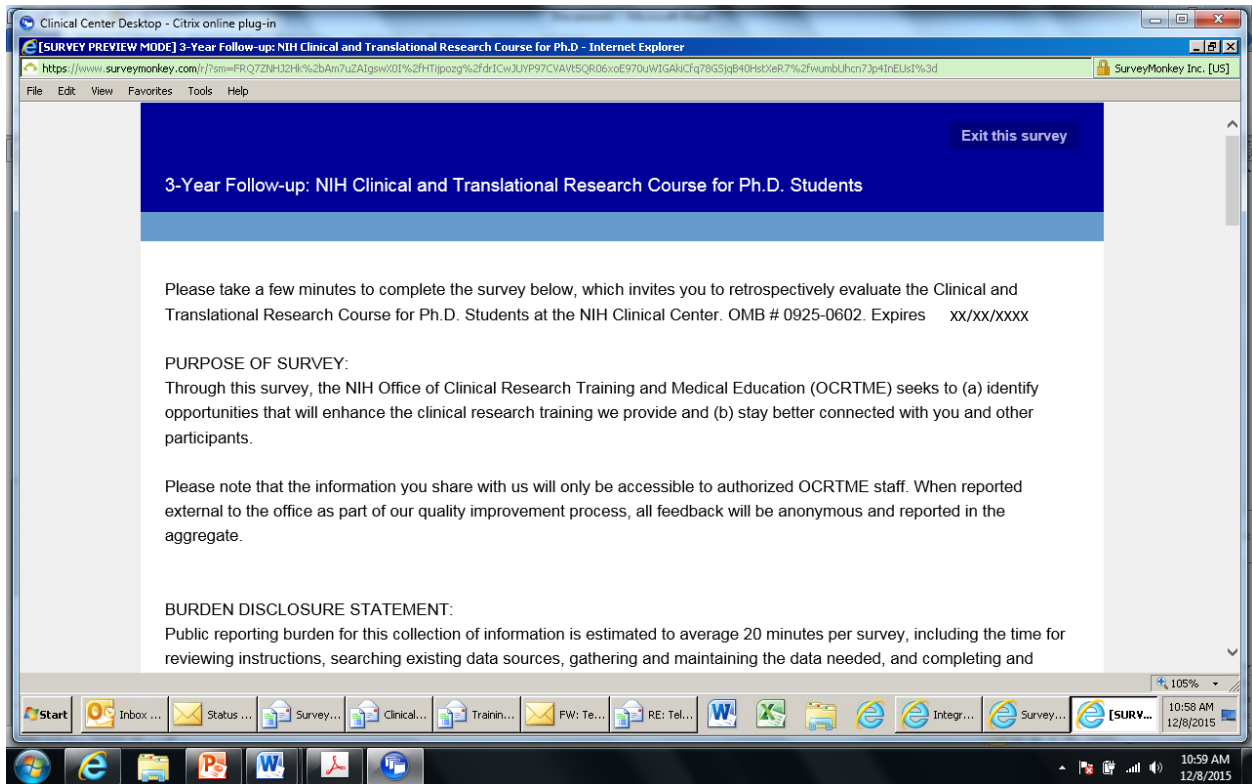 Clinical Center Desktop - Citrix online plug-in
[SURVEY PREVIEW MODE] 3-Year Follow-up: NIH Clinical and Translational Research Course for Ph.D - Internet Explorer
SurveyMonkey Inc. [US]
File Edit View Favorites Tools Help
Exit this survey
3-Year Follow-up: NIH Clinical and Translational Research Course for Ph.D. Students
Please take a few minutes to complete the survey below, which invites you to retrospectively evaluate the Clinical and
Translational Research Course for Ph.D. Students at the NIH Clinical Center. OMB # 0925-0602. Expires xx/xx/xxxx
PURPOSE OF SURVEY:
Through this survey, the NIH Office of Clinical Research Training and Medical Education (OCRTME) seeks to (a) identify
opportunities that will enhance the clinical research training we provide and (b) stay better connected with you and other
participants.
Please note that the information you share with us will only be accessible to authorized OCRTME staff. When reported
external to the office as part of our quality improvement process, all feedback will be anonymous and reported in the
aggregate.
BURDEN DISCLOSURE STATEMENT:
Public reporting burden for this collection of information is estimated to average 20 minutes per survey, including the time for
reviewing instructions, searching existing data sources, gathering and maintaining the data needed, and completing and
105%
Start Inbox ... Status ... Survey... Clinical... Trainin... FW: Te... RE: Tel... Integr... Survey... [SURV... 10:58 AM
12/8/2015
10:59 AM
12/8/2015